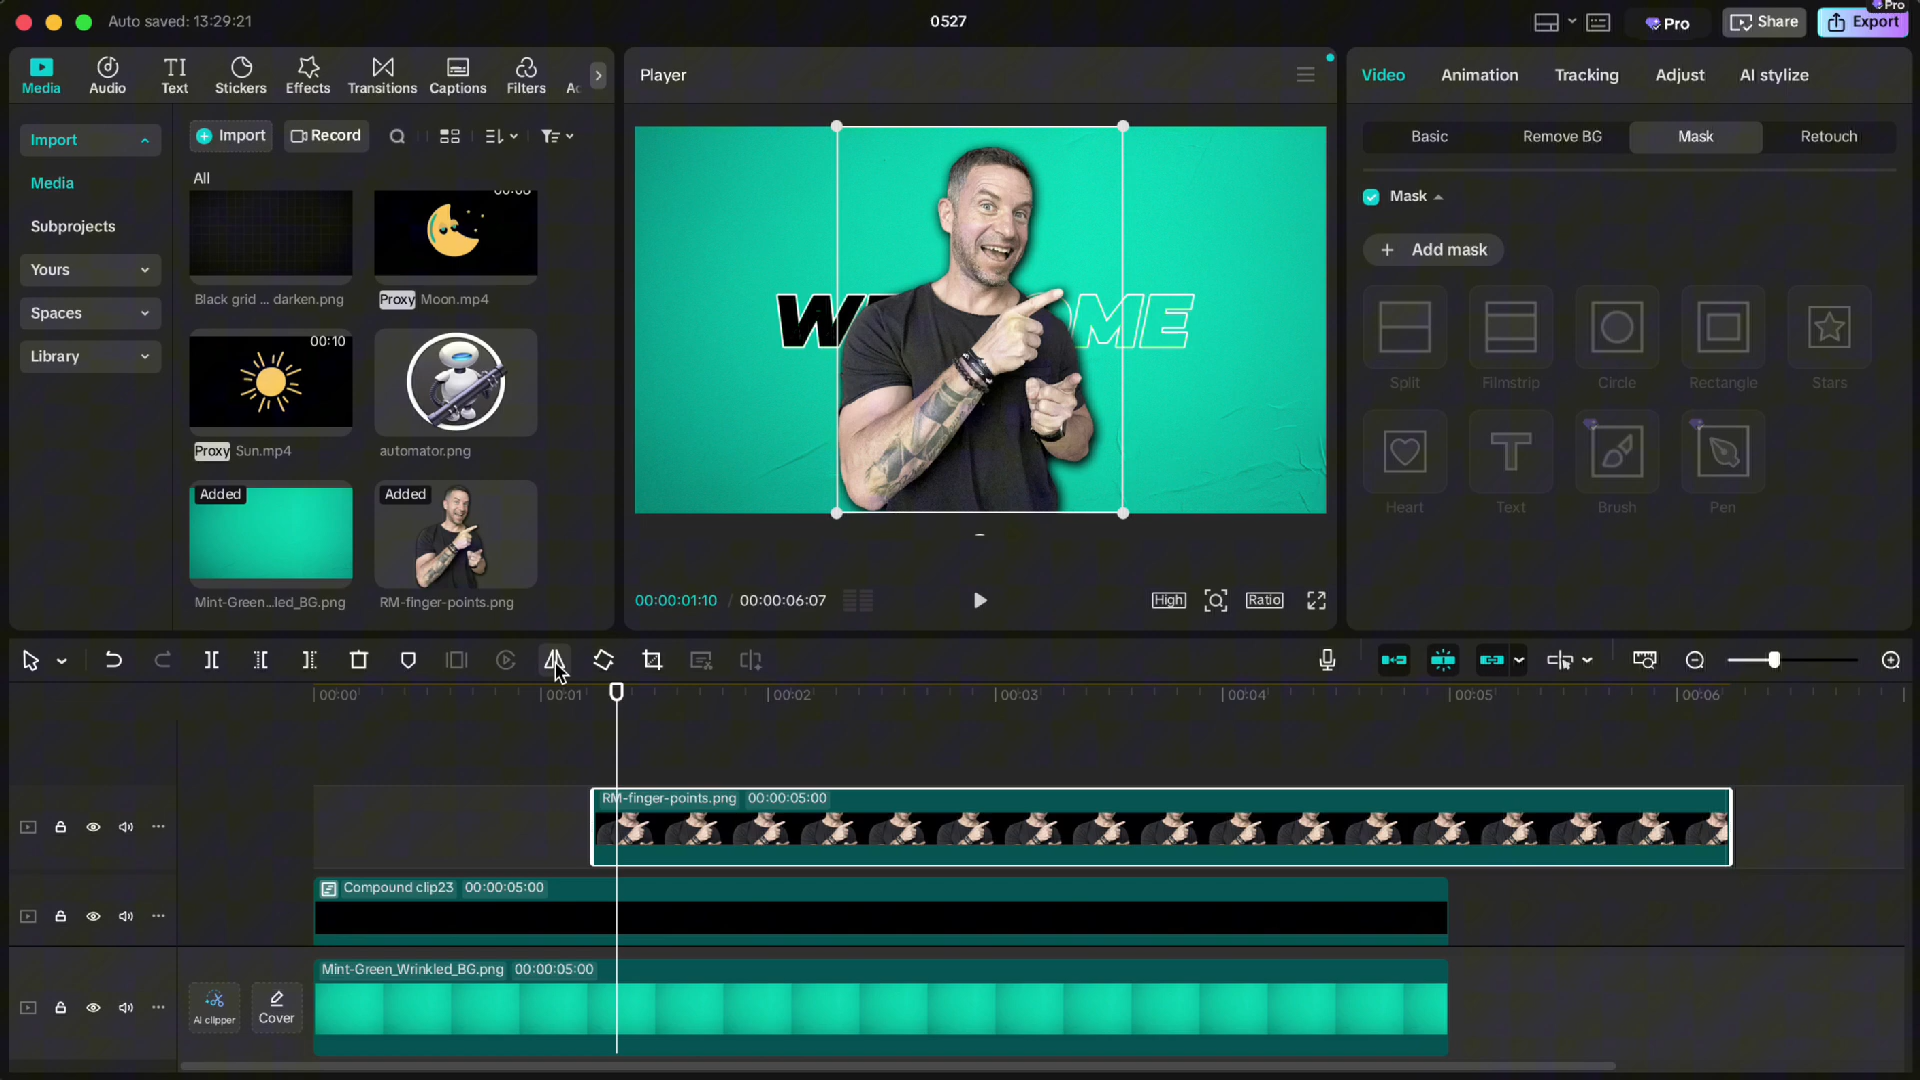 Auto saved: 13:29:21
0527
Pro
Share
Export
Pro
Media
Audio
TI
Text
Stickers
Effects
Transitions
Captions
Filters
Import
Media
Subprojects
Yours
Spaces
Library
Import
Record
All
Black grid ... darken.png
Proxy Moon.mp4
00:10
Proxy Sun.mp4
automator.png
Added
Mint-Green...led_BG.png
Added
RM-finger-points.png
Player
OME
00:00:01:10 / 00:00:06:07
High
Ratio
Video
Animation
Tracking
Adjust
AI stylize
Basic
Remove BG
Mask
Retouch
Mask
Add mask
Split
Filmstrip
Circle
Rectangle
Stars
Heart
Text
Brush
Pen
00:00
00:01
00:02
00:03
00:04
00:05
00:06
RM-finger-points.png 00:00:05:00
Compound clip23 00:00:05:00
Mint-Green_Wrinkled_BG.png 00:00:05:00
AI clipper
Cover